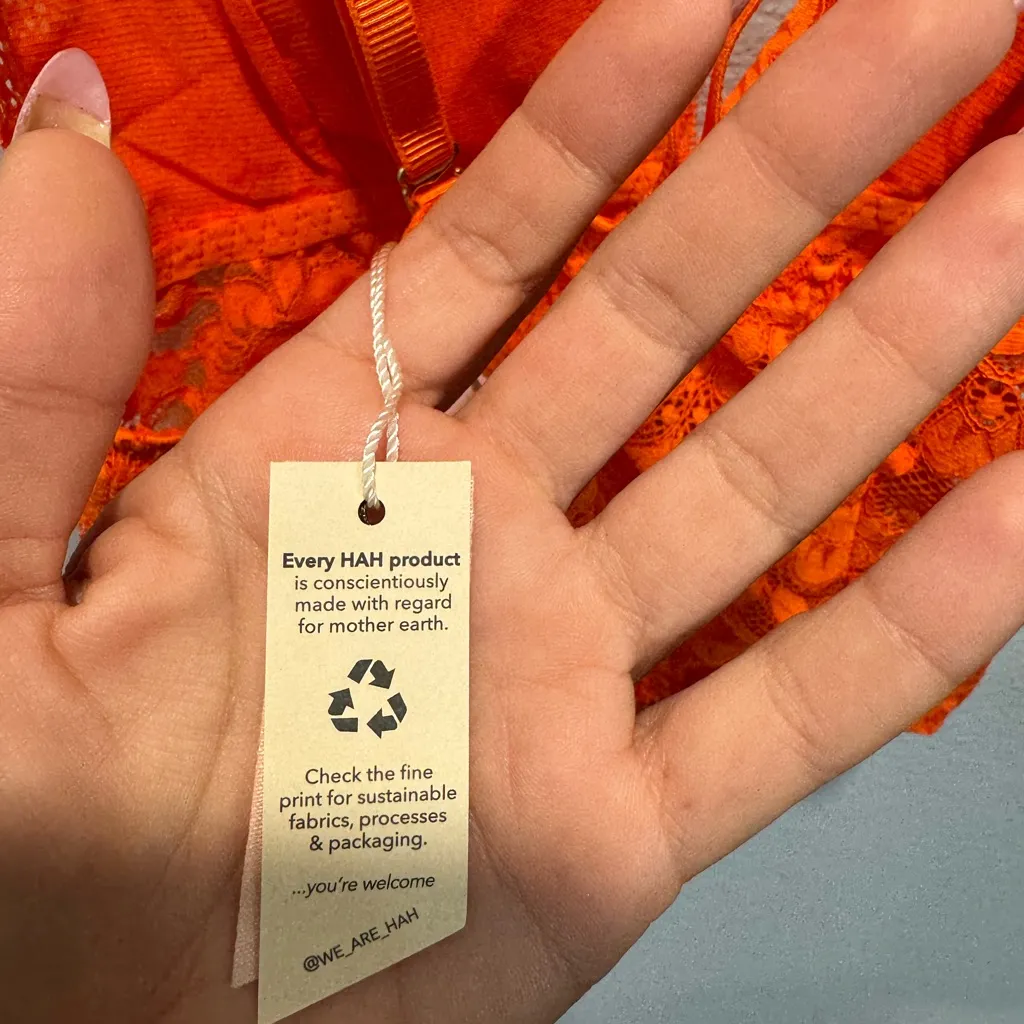 Every HAH product
is conscientiously
made with regard
for mother earth.
Check the fine
print for sustainable
fabrics, processes
& packaging.
...you're welcome
@WE_ARE_HAH